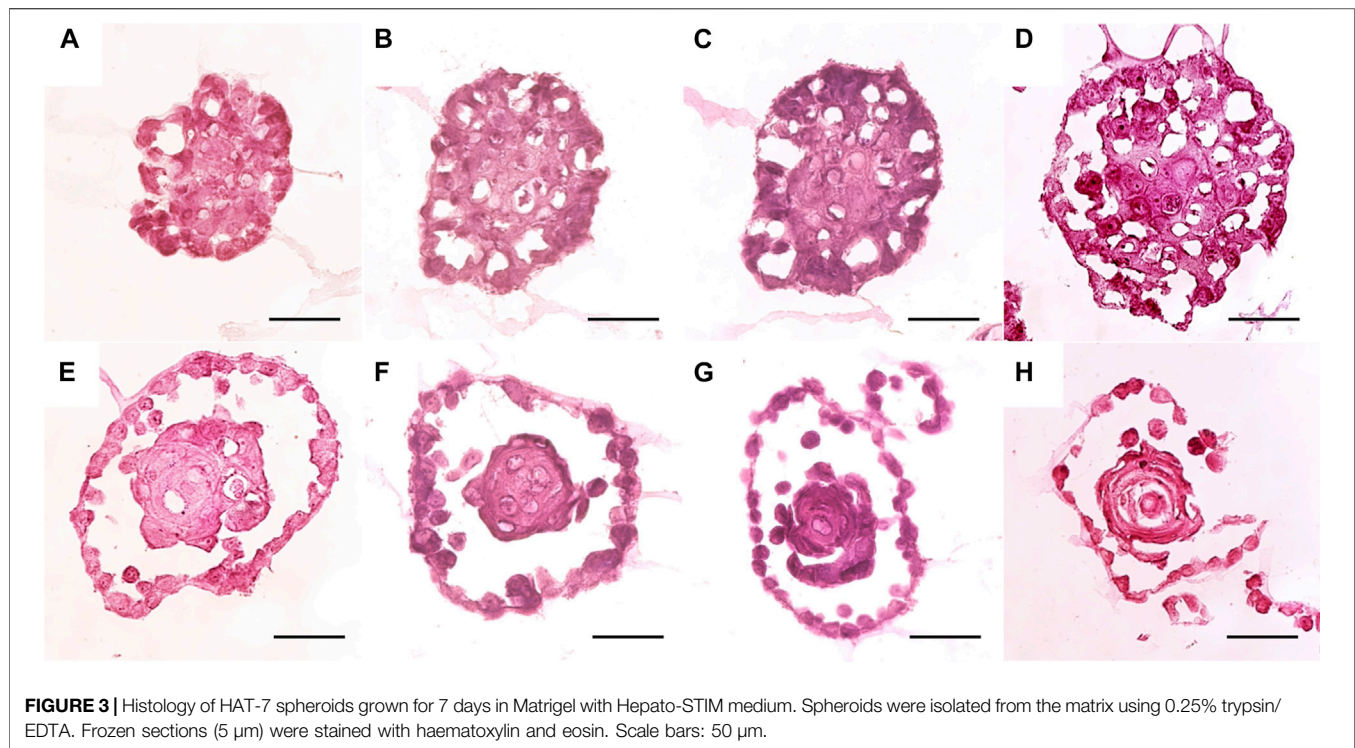 A
B
C
D
E
F
G
H
FIGURE 3 | Histology of HAT-7 spheroids grown for 7 days in Matrigel with Hepato-STIM medium. Spheroids were isolated from the matrix using 0.25% trypsin/
EDTA. Frozen sections (5 µm) were stained with haematoxylin and eosin. Scale bars: 50 µm.